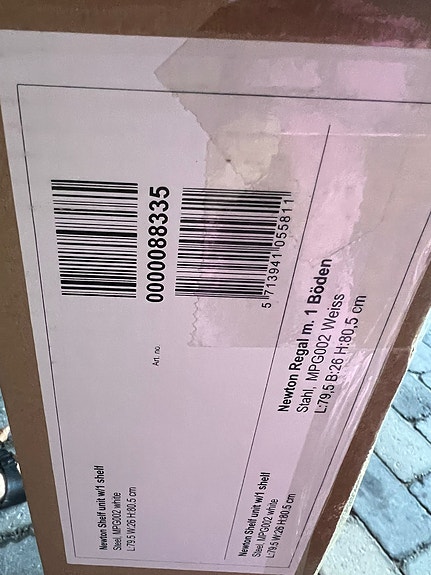 Newton Shelf unit w/1 shelf
Steel, MPG002 white
L:79.5 W:26 H:80.5 cm
Art. no.
0000088335
5 713941 055811
Newton Shelf unit w/1 shelf
Steel, MPG002 white
L:79.5 W:26 H:80.5 cm
Newton Regal m. 1 Böden
Stahl, MPG002 Weiss
L:79,5 B:26 H:80,5 cm